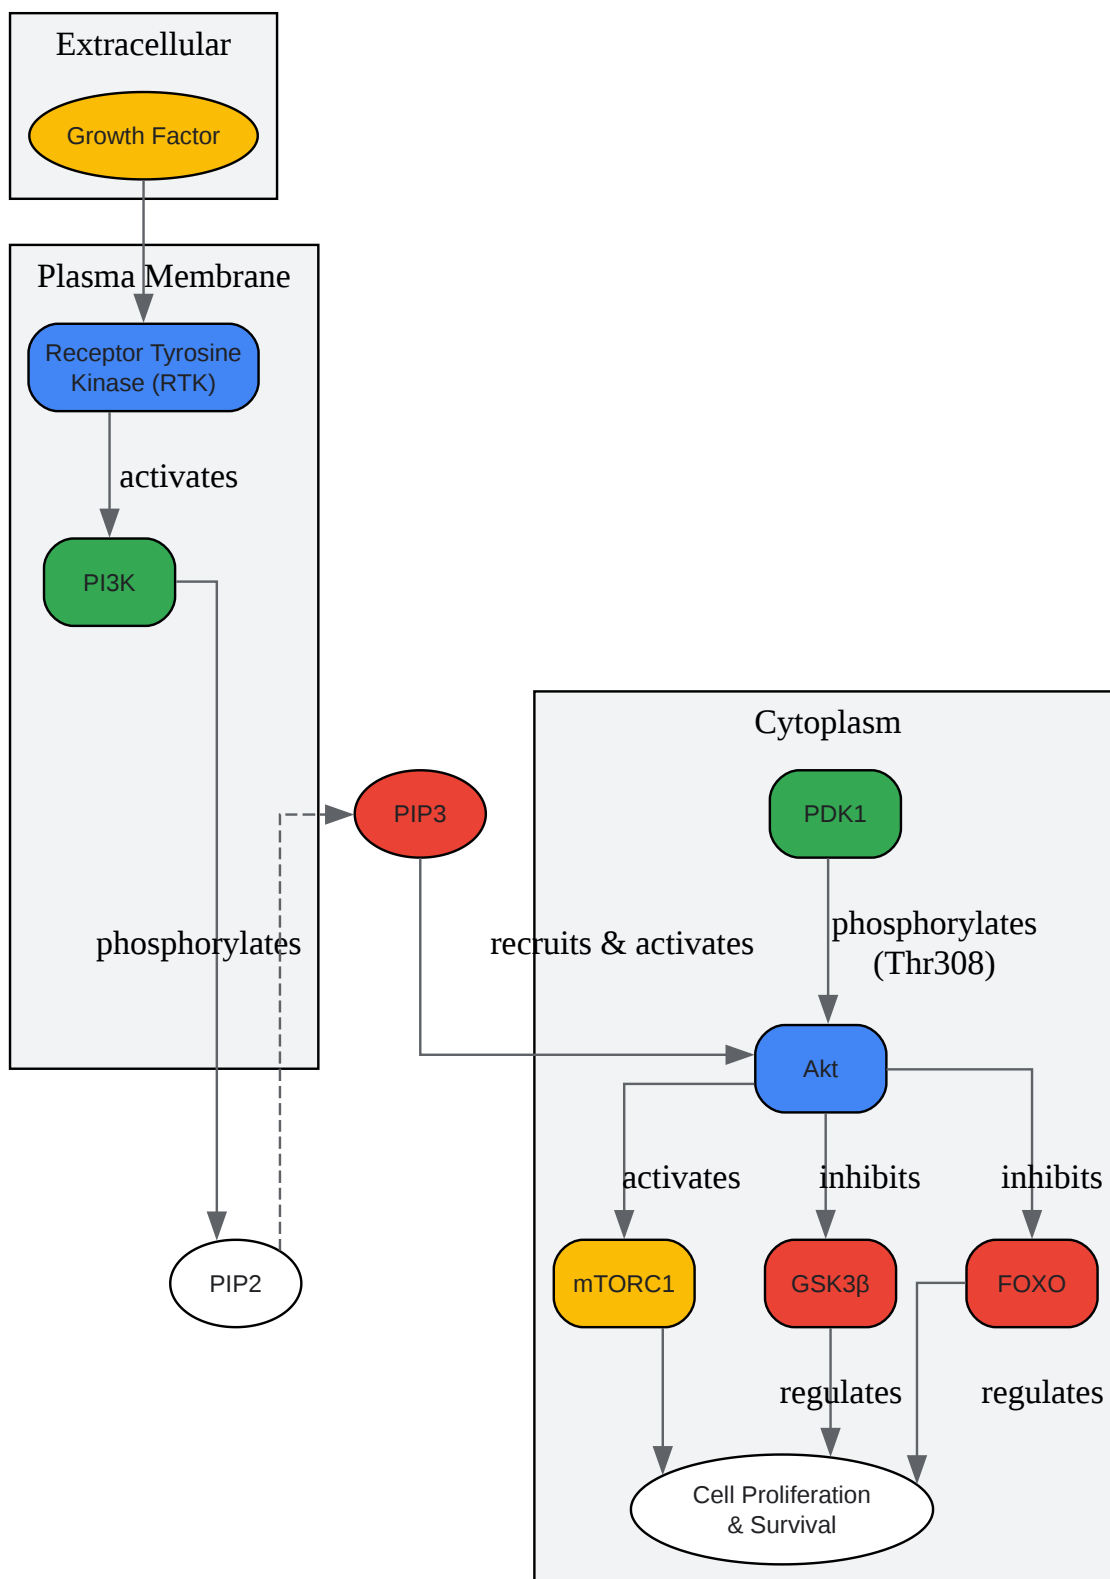 Extracellular
Growth Factor
Plasma Membrane
Receptor Tyrosine
Kinase (RTK)
activates
PI3K
Cytoplasm
PIP3
PDK1
phosphorylates
recruits & activates
phosphorylates
(Thr308)
Akt
activates
inhibits
inhibits
PIP2
mTORC1
GSK3β
FOXO
regulates
regulates
Cell Proliferation
& Survival